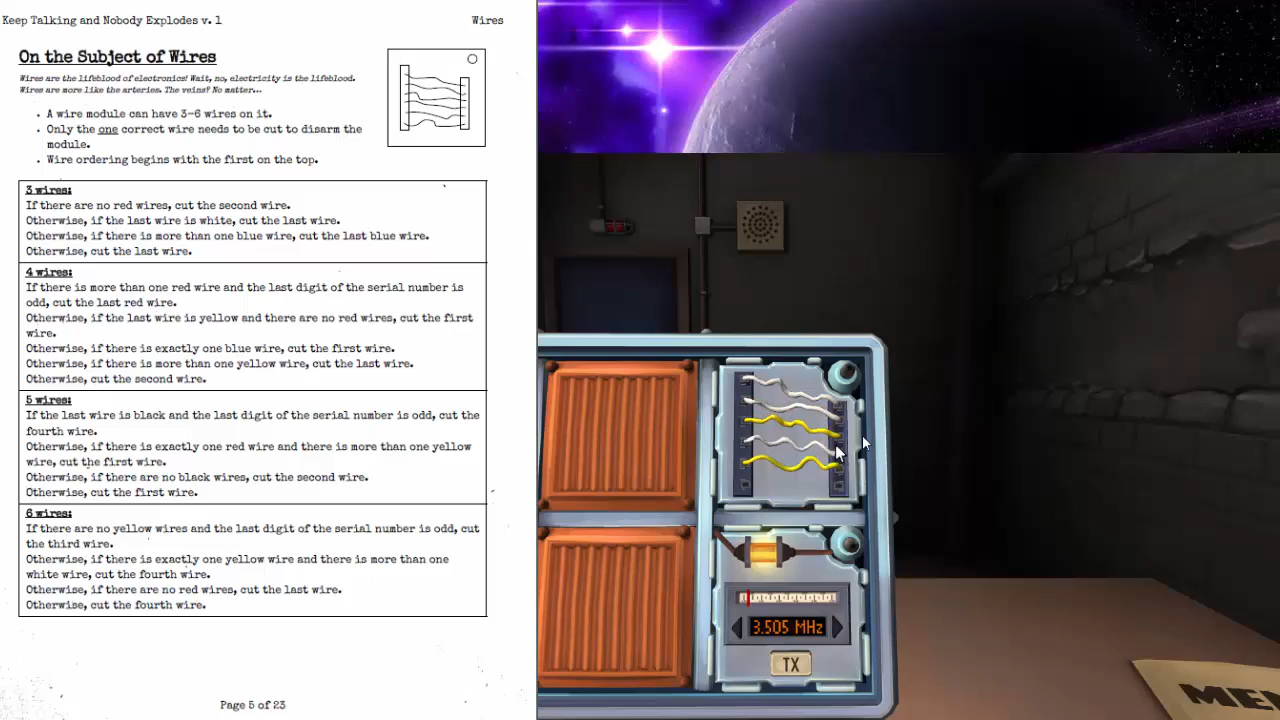 Keep Talking and Nobody Explodes v. 1
Wires
On the Subject of Wires
Wires are the lifeblood of electronics! Wait, no, electricity is the lifeblood.
Wires are more like the arteries. The veins? No matter...
• A wire module can have 3-6 wires on it.
• Only the one correct wire needs to be cut to disarm the
module.
• Wire ordering begins with the first on the top.
3 wires:
If there are no red wires, cut the second wire.
Otherwise, if the last wire is white, cut the last wire.
Otherwise, if there is more than one blue wire, cut the last blue wire.
Otherwise, cut the last wire.
4 wires:
If there is more than one red wire and the last digit of the serial number is
odd, cut the last red wire.
Otherwise, if the last wire is yellow and there are no red wires, cut the first
wire.
Otherwise, if there is exactly one blue wire, cut the first wire.
Otherwise, if there is more than one yellow wire, cut the last wire.
Otherwise, cut the second wire.
5 wires:
If the last wire is black and the last digit of the serial number is odd, cut the
fourth wire.
Otherwise, if there is exactly one red wire and there is more than one yellow
wire, cut the first wire.
Otherwise, if there are no black wires, cut the second wire.
Otherwise, cut the first wire.
6 wires:
If there are no yellow wires and the last digit of the serial number is odd, cut
the third wire.
Otherwise, if there is exactly one yellow wire and there is more than one
white wire, cut the fourth wire.
Otherwise, if there are no red wires, cut the last wire.
Otherwise, cut the fourth wire.
Page 5 of 23
3.505 MHz
TX